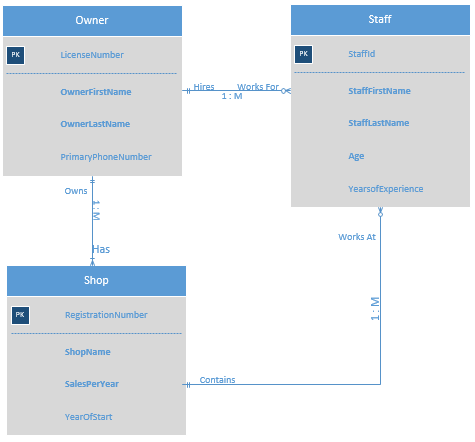 Owner
PK LicenseNumber
OwnerFirstName
OwnerLastName
PrimaryPhoneNumber
Staff
PK StaffId
StaffFirstName
StaffLastName
Age
YearsofExperience
Hires Works For
1 : M
Owns
1 : M
Has
Works At
1 : M
Shop
PK RegistrationNumber
ShopName
SalesPerYear
YearOfStart
Contains